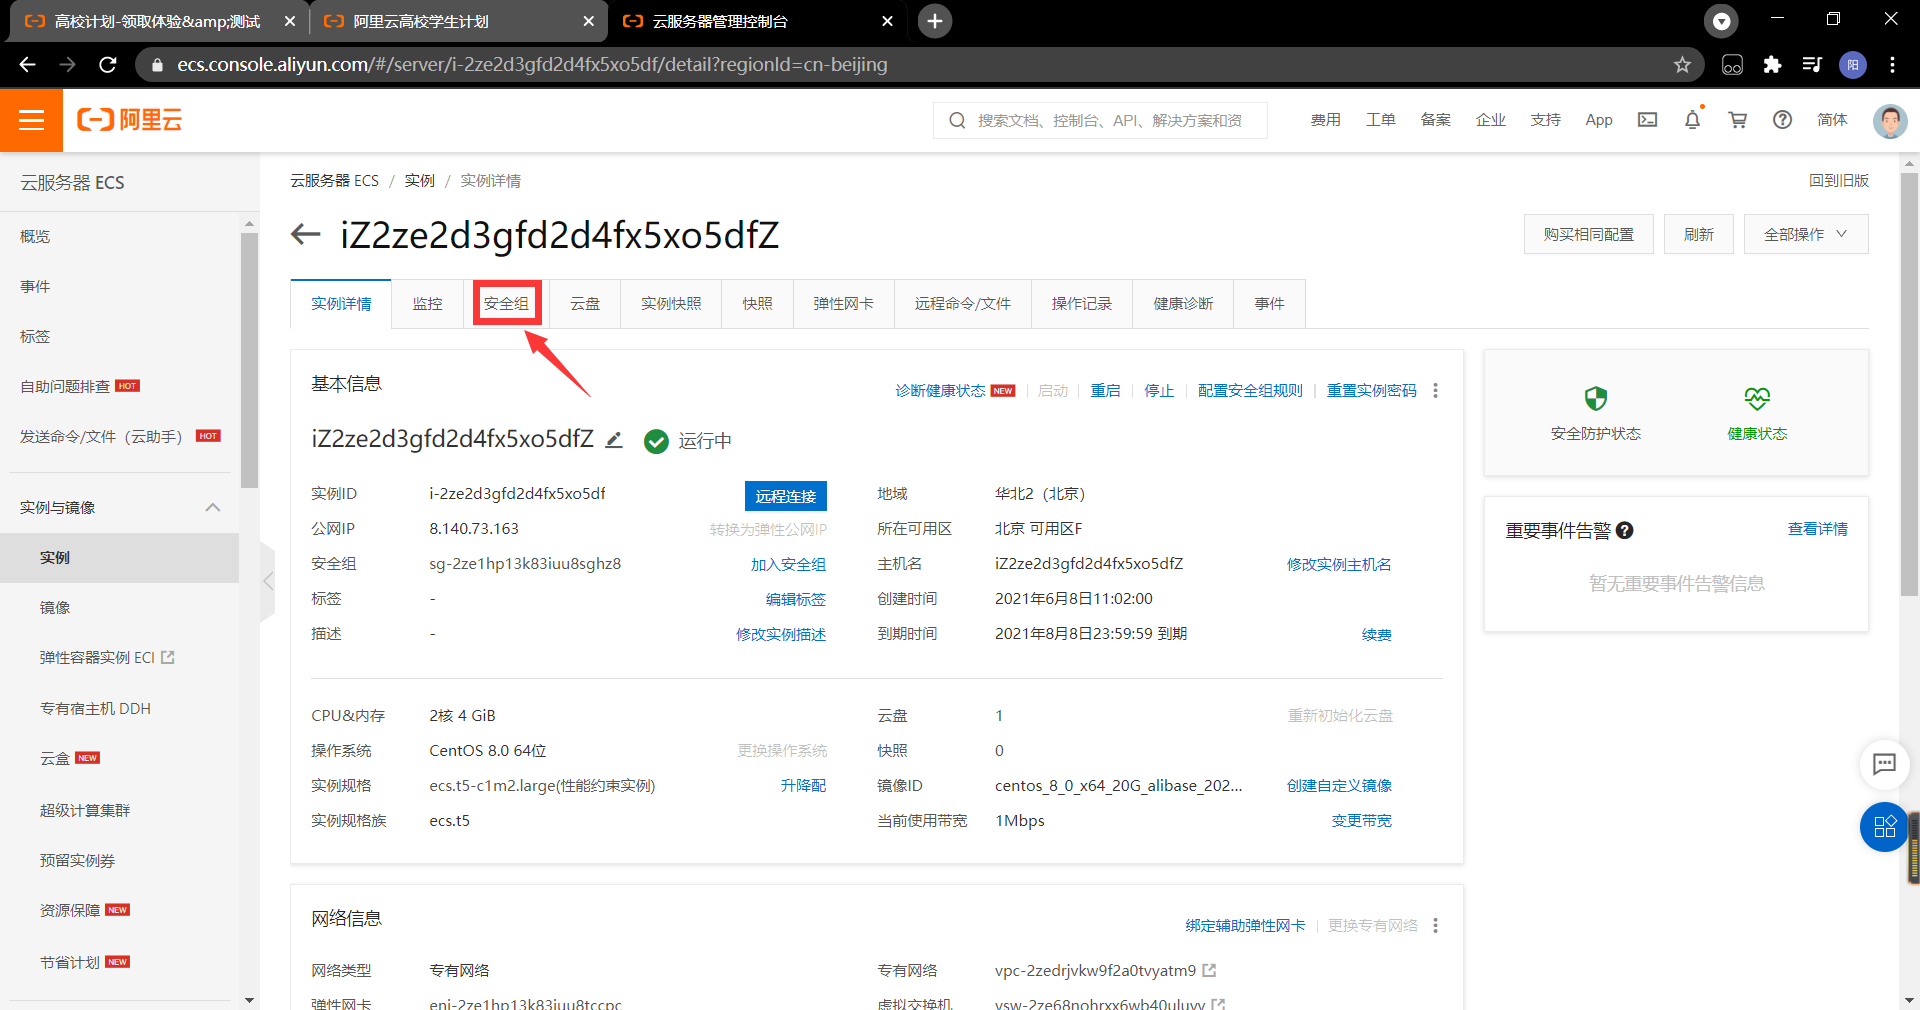 高校计划-领取体验&amp;测试
阿里云高校学生计划
云服务器管理控制台
ecs.console.aliyun.com/#/server/i-2ze2d3gfd2d4fx5xo5df/detail?regionId=cn-beijing
阳
阿里云
搜索文档、控制台、API、解决方案和资
费用 工单 备案 企业 支持 App 简体
云服务器 ECS
概览
事件
标签
自助问题排查 HOT
发送命令/文件（云助手） HOT
实例与镜像
实例
镜像
弹性容器实例 ECI
专有宿主机 DDH
云盒 NEW
超级计算集群
预留实例券
资源保障 NEW
节省计划 NEW
云服务器 ECS / 实例 / 实例详情
回到旧版
iZ2ze2d3gfd2d4fx5xo5dfZ
购买相同配置 刷新 全部操作
实例详情 监控 安全组 云盘 实例快照 快照 弹性网卡 远程命令/文件 操作记录 健康诊断 事件
基本信息
诊断健康状态 NEW 启动 重启 停止 配置安全组规则 重置实例密码
iZ2ze2d3gfd2d4fx5xo5dfZ 运行中
实例ID i-2ze2d3gfd2d4fx5xo5df 远程连接 地域 华北2（北京）
公网IP 8.140.73.163 转换为弹性公网IP 所在可用区 北京 可用区F
安全组 sg-2ze1hp13k83iuu8sghz8 加入安全组 主机名 iZ2ze2d3gfd2d4fx5xo5dfZ 修改实例主机名
标签 - 编辑标签 创建时间 2021年6月8日11:02:00
描述 - 修改实例描述 到期时间 2021年8月8日23:59:59 到期 续费
CPU&内存 2核 4 GiB 云盘 1 重新初始化云盘
操作系统 CentOS 8.0 64位 更换操作系统 快照 0
实例规格 ecs.t5-c1m2.large(性能约束实例) 升降配 镜像ID centos_8_0_x64_20G_alibase_202... 创建自定义镜像
实例规格族 ecs.t5 当前使用带宽 1Mbps 变更带宽
安全防护状态 健康状态
重要事件告警 查看详情
暂无重要事件告警信息
网络信息
绑定辅助弹性网卡 更换专有网络
网络类型 专有网络 专有网络 vpc-2zedrjvkw9f2a0tvyatm9
弹性网卡 eni-2ze1hp13k83iuu8tccpc 虚拟交换机 vsw-2ze68nohrxx6wb40uluvv